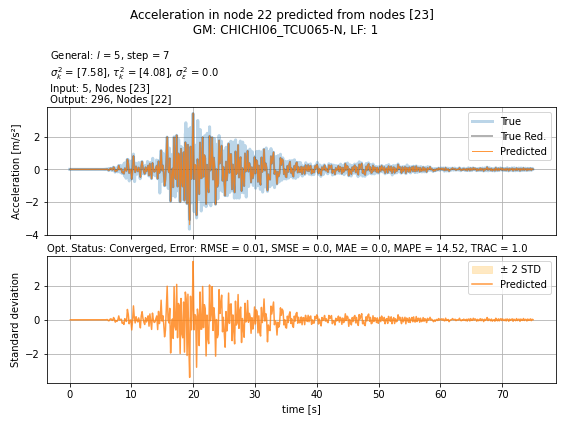 Acceleration in node 22 predicted from nodes [23]
GM: CHICHI06_TCU065-N, LF: 1
General: l = 5, step = 7
σ²ₖ = [7.58], τ²ₖ = [4.08], σ²ε = 0.0
Input: 5, Nodes [23]
Output: 296, Nodes [22]
True
True Red.
Predicted
Acceleration [m/s²]
2
0
−2
−4
Opt. Status: Converged, Error: RMSE = 0.01, SMSE = 0.0, MAE = 0.0, MAPE = 14.52, TRAC = 1.0
± 2 STD
Predicted
Standard deviation
2
0
−2
0 10 20 30 40 50 60 70
time [s]